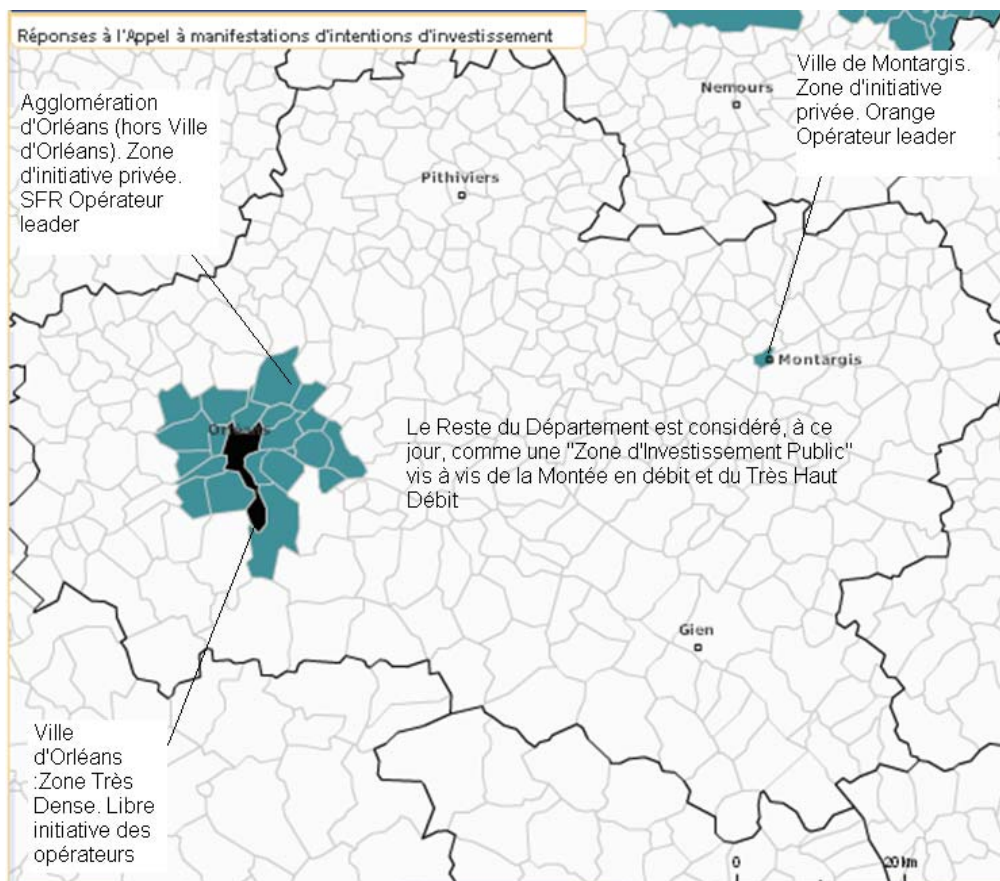 Réponses à l'Appel à manifestations d'intentions d'investissement
Agglomération
d'Orléans (hors Ville
d'Orléans). Zone
d'initiative privée.
SFR Opérateur
leader
Ville de Montargis.
Zone d'initiative
privée. Orange
Opérateur leader
Nemours
Pithiviers
Montargis
Orléans
Le Reste du Département est considéré, à ce
jour, comme une "Zone d'Investissement Public"
vis à vis de la Montée en débit et du Très Haut
Débit
Gien
Ville
d'Orléans
:Zone Très
Dense. Libre
initiative des
opérateurs
0
20 km